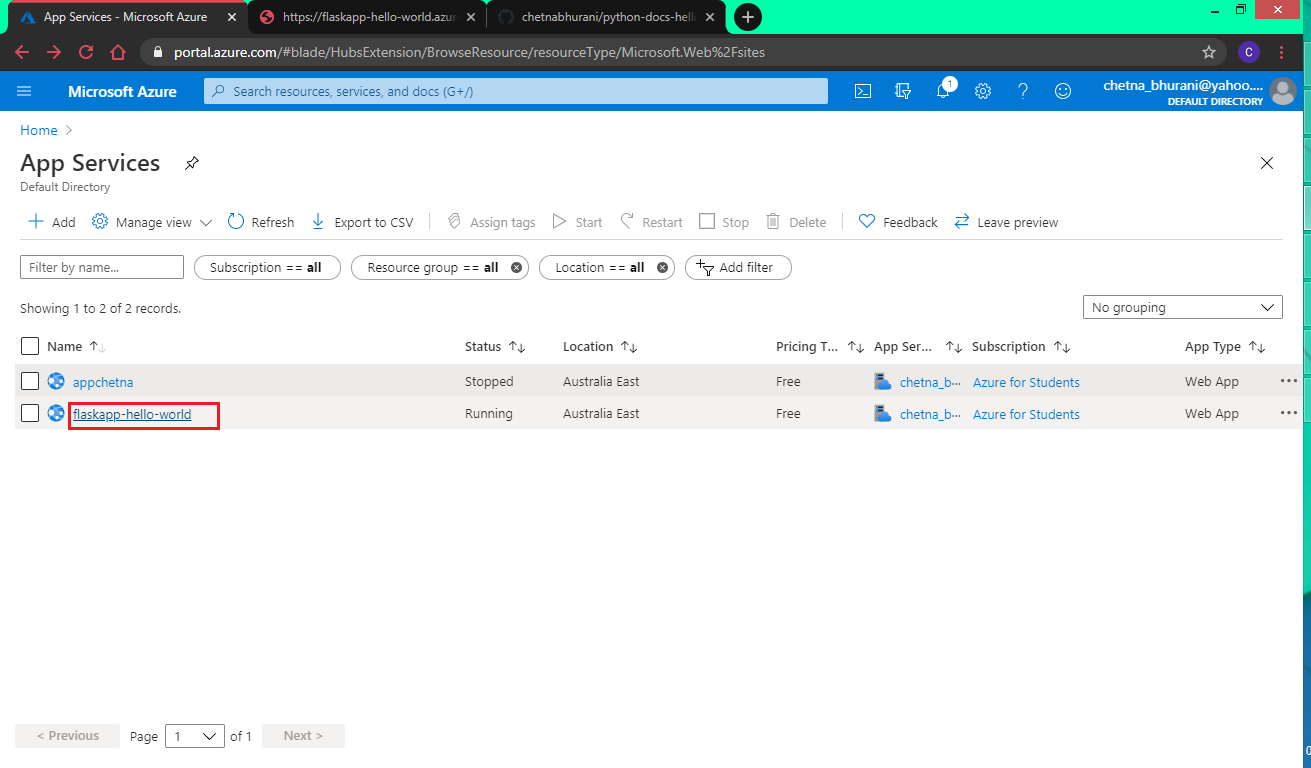 App Services - Microsoft Azure
https://flaskapp-hello-world.azur
chetnabhurani/python-docs-hell
portal.azure.com/#blade/HubsExtension/BrowseResource/resourceType/Microsoft.Web%2Fsites
C
Microsoft Azure
Search resources, services, and docs (G+/)
1
chetna_bhurani@yahoo....
DEFAULT DIRECTORY
Home
App Services
Default Directory
Add Manage view Refresh Export to CSV Assign tags Start Restart Stop Delete Feedback Leave preview
Filter by name... Subscription == all Resource group == all Location == all Add filter
Showing 1 to 2 of 2 records. No grouping
Name Status Location Pricing T... App Ser... Subscription App Type
appchetna Stopped Australia East Free chetna_b... Azure for Students Web App
flaskapp-hello-world Running Australia East Free chetna_b... Azure for Students Web App
< Previous Page 1 of 1 Next >